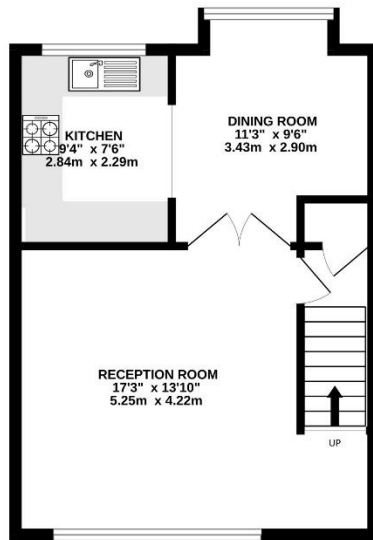 KITCHEN
9'4" x 7'6"
2.84m x 2.29m
DINING ROOM
11'3" x 9'6"
3.43m x 2.90m
RECEPTION ROOM
17'3" x 13'10"
5.25m x 4.22m
UP